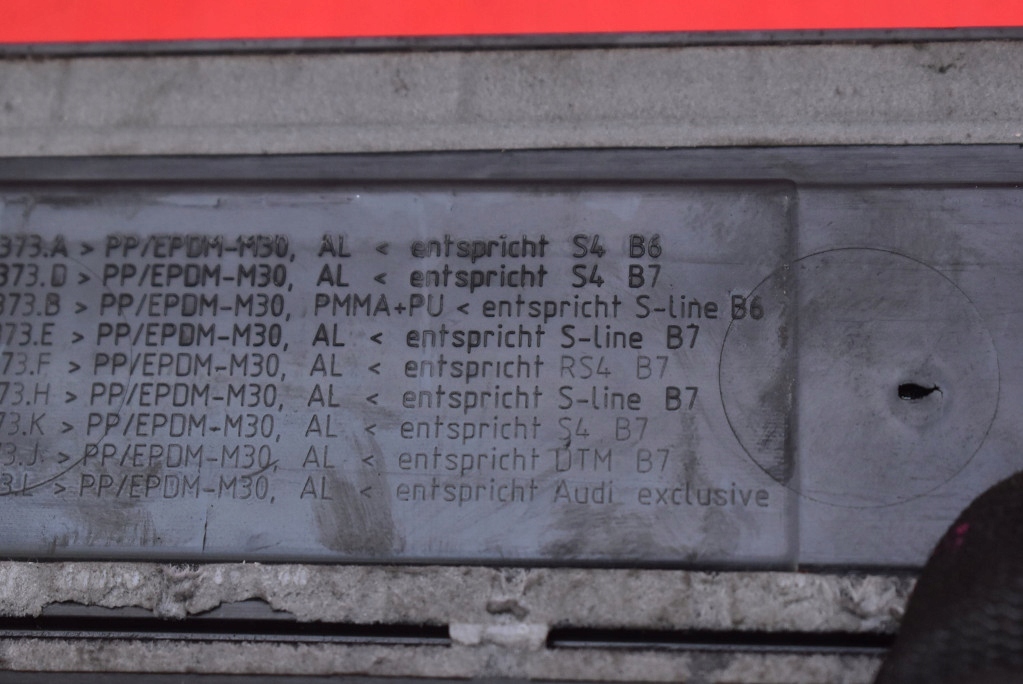 373.A > PP/EPDM-M30, AL < entspricht S4 B6
373.D > PP/EPDM-M30, AL < entspricht S4 B7
373.B > PP/EPDM-M30, PMMA+PU < entspricht S-line B6
373.E > PP/EPDM-M30, AL < entspricht S-line B7
73.F > PP/EPDM-M30, AL < entspricht RS4 B7
73.H > PP/EPDM-M30, AL < entspricht S-line B7
73.K > PP/EPDM-M30, AL < entspricht S4 B7
3.J > PP/EPDM-M30, AL < entspricht DTM B7
3.L > PP/EPDM-M30, AL < entspricht Audi exclusive